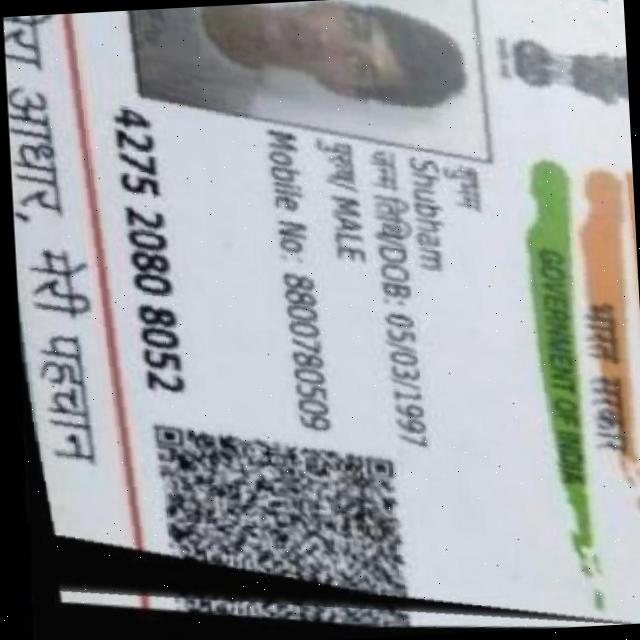 भारत सरकार
GOVERNMENT OF INDIA
शुभम
Shubham
जन्म तिथि/DOB: 05/03/1997
पुरुष/ MALE
Mobile No: 8800780509
4275 2080 8052
आधार, मेरी पहचान